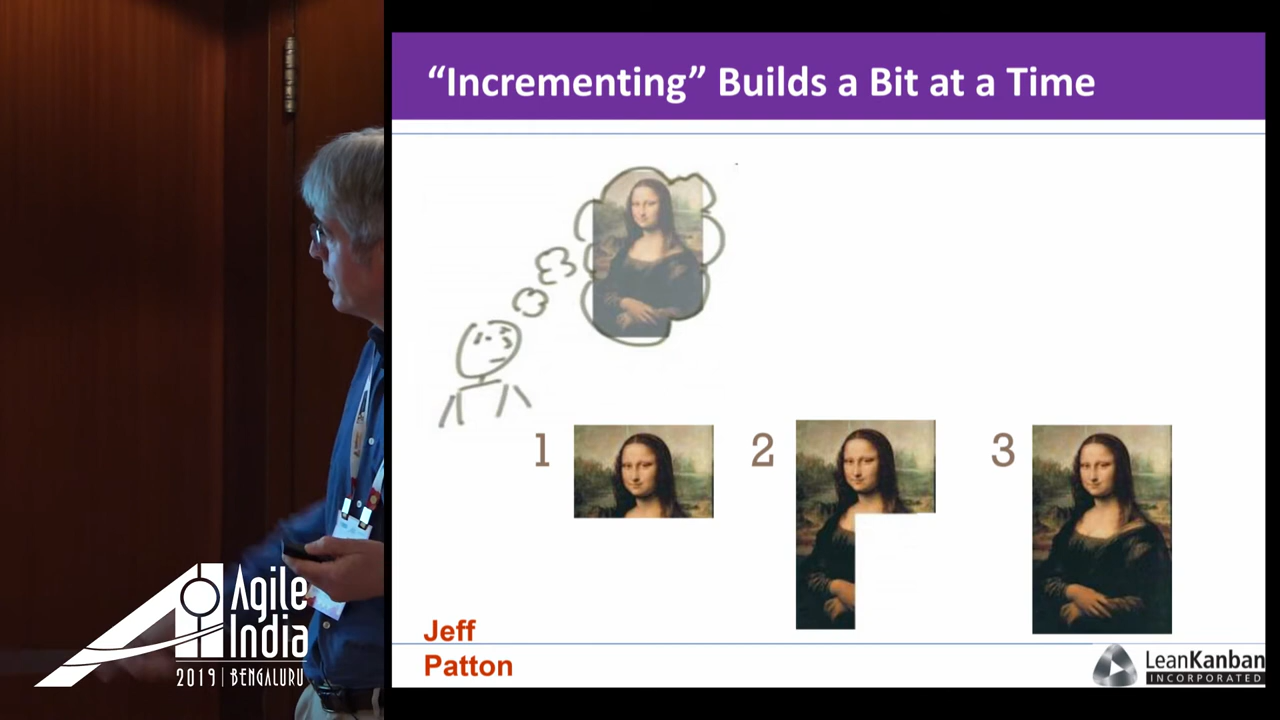 “Incrementing” Builds a Bit at a Time
1
2
3
Jeff
Patton
LeanKanban
INCORPORATED
Agile
India
2019 | BENGALURU